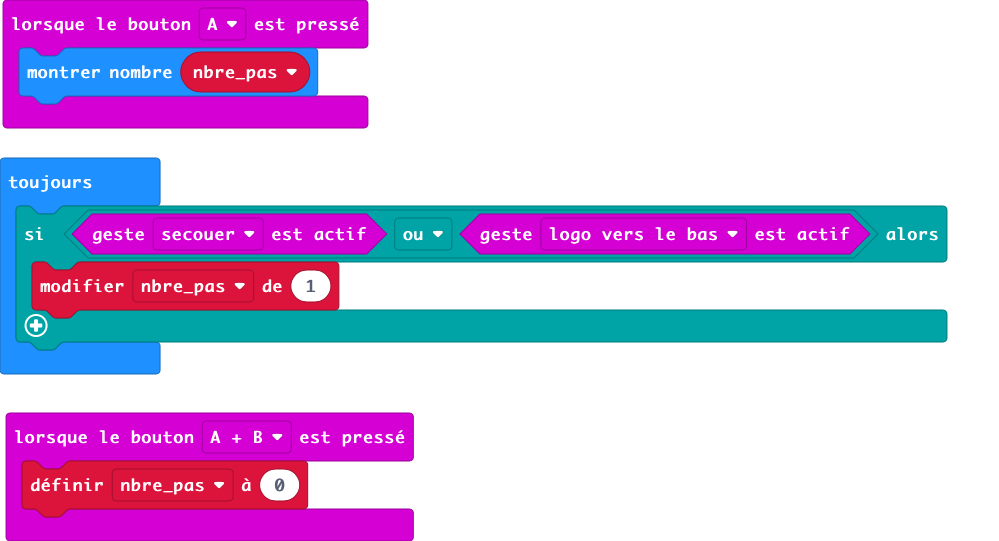 lorsque le bouton A est pressé
montrer nombre nbre_pas
toujours
si geste secouer est actif ou geste logo vers le bas est actif alors
modifier nbre_pas de 1
lorsque le bouton A + B est pressé
définir nbre_pas à 0